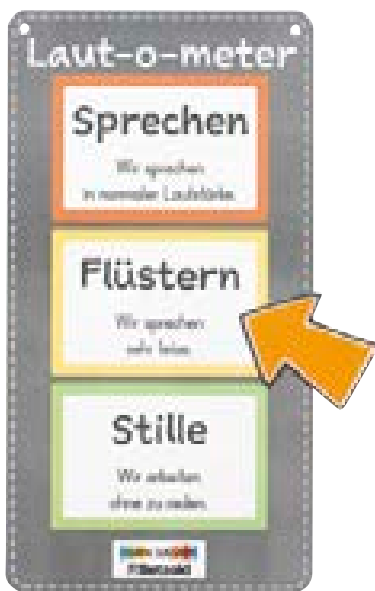 Laut-o-meter
Sprechen
Wir sprechen
in normaler Lautstärke.
Flüstern
Wir sprechen
sehr leise.
Stille
Wir arbeiten
ohne zu reden.